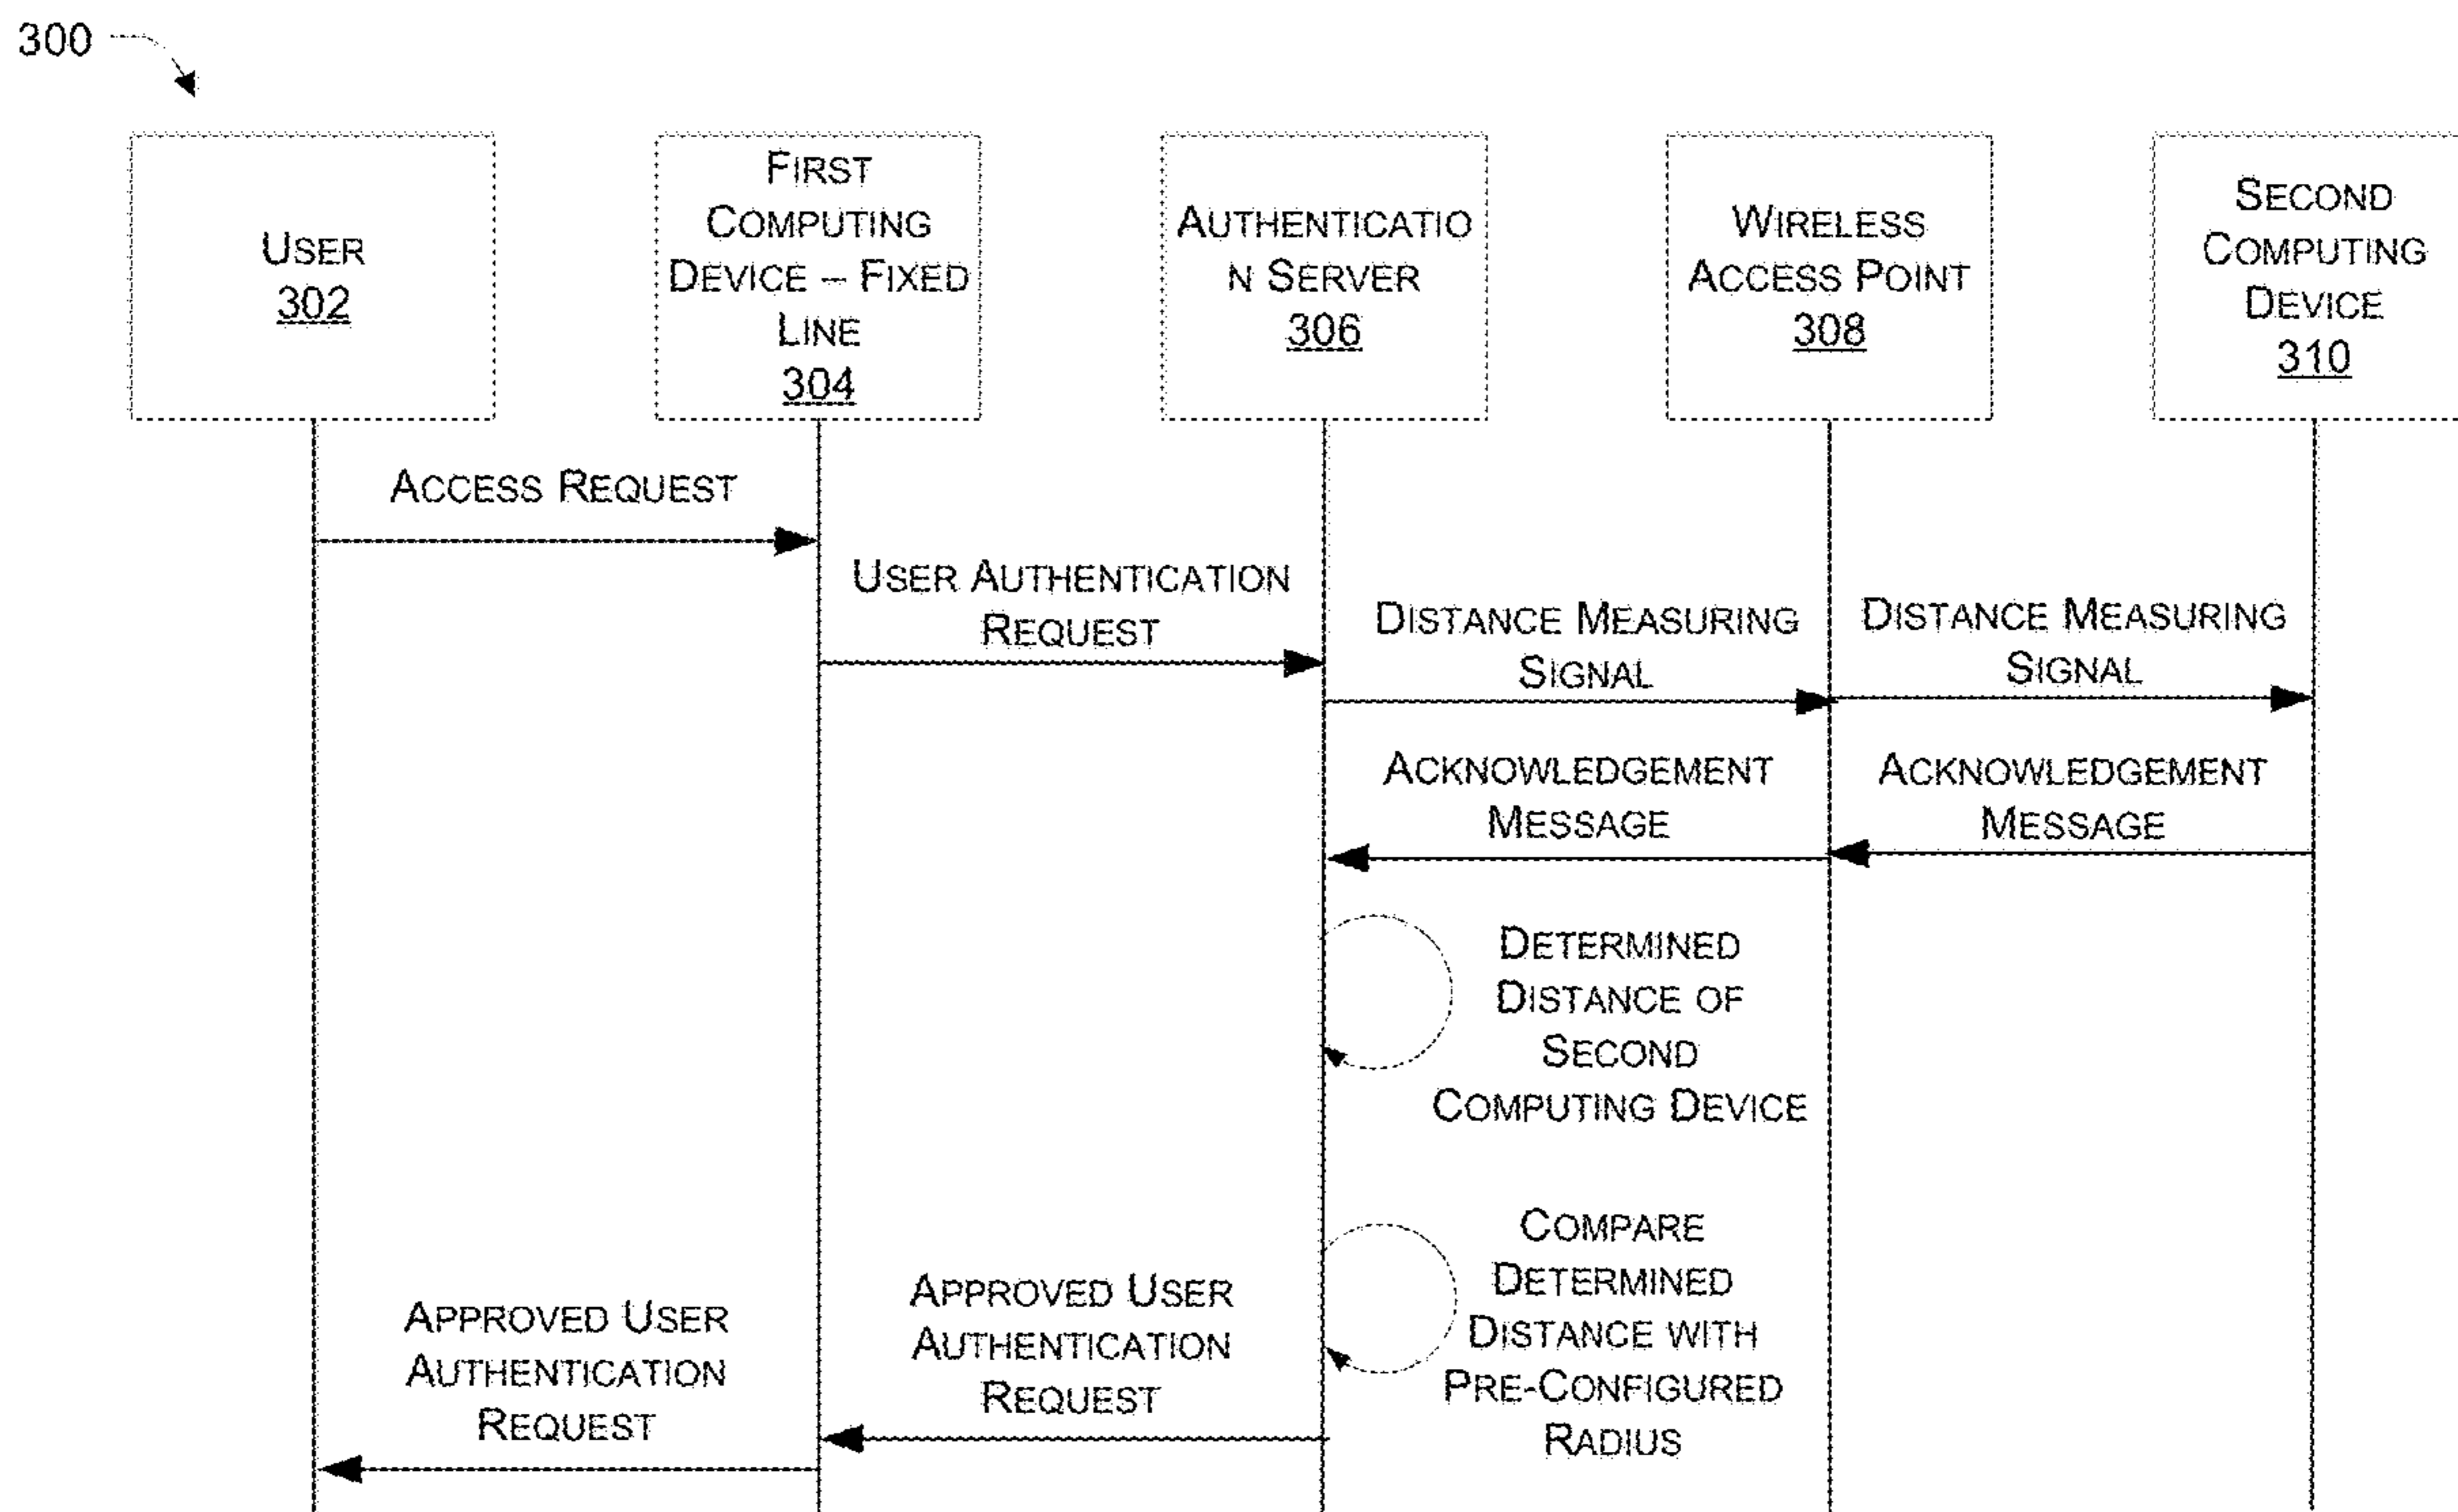 300
USER
302
FIRST
COMPUTING
DEVICE – FIXED
LINE
304
AUTHENTICATIO
N SERVER
306
WIRELESS
ACCESS POINT
308
SECOND
COMPUTING
DEVICE
310
ACCESS REQUEST
USER AUTHENTICATION
REQUEST
DISTANCE MEASURING
SIGNAL
DISTANCE MEASURING
SIGNAL
ACKNOWLEDGEMENT
MESSAGE
ACKNOWLEDGEMENT
MESSAGE
DETERMINED
DISTANCE OF
SECOND
COMPUTING DEVICE
COMPARE
DETERMINED
DISTANCE WITH
PRE-CONFIGURED
RADIUS
APPROVED USER
AUTHENTICATION
REQUEST
APPROVED USER
AUTHENTICATION
REQUEST